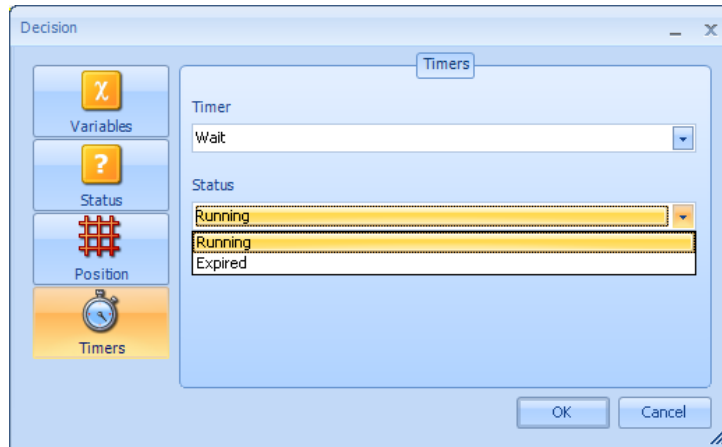 Decision
Variables
Status
Position
Timers
Timers
Timer
Wait
Status
Running
Running
Expired
OK
Cancel